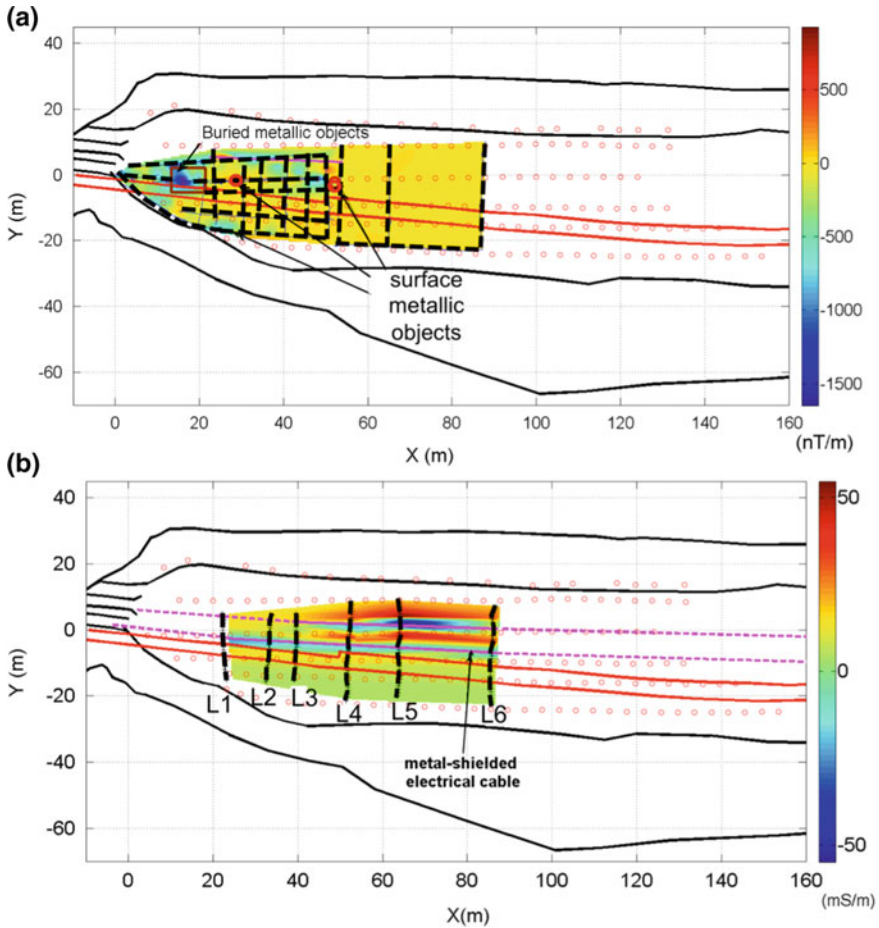 (a)
40
20
0
-20
-40
-60
Y (m)
Buried metallic objects
surface
metallic
objects
0 20 40 60 80 100 120 140 160
X (m)
500
0
-500
-1000
-1500
(nT/m)
(b)
40
20
0
-20
-40
-60
Y (m)
L1 L2 L3 L4 L5 L6
metal-shielded
electrical cable
0 20 40 60 80 100 120 140 160
X(m)
50
0
-50
(mS/m)